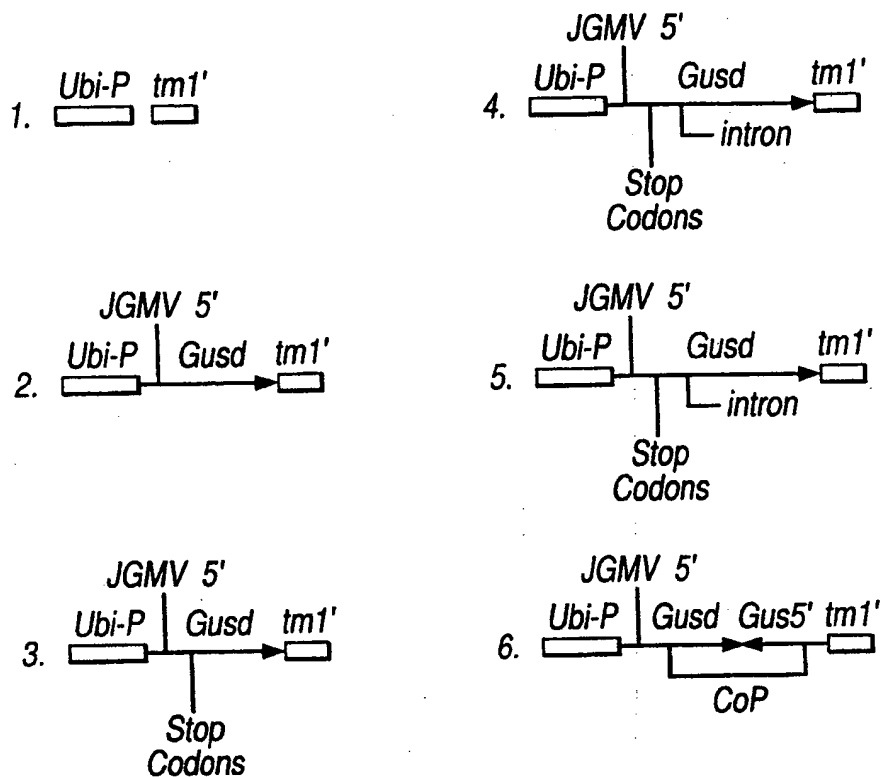 1. Ubi-P tm1'
2. Ubi-P JGMV 5' Gusd tm1'
3. Ubi-P JGMV 5' Gusd tm1'
Stop
Codons
4. Ubi-P JGMV 5' Gusd tm1'
intron
Stop
Codons
5. Ubi-P JGMV 5' Gusd tm1'
intron
Stop
Codons
6. Ubi-P JGMV 5' Gusd Gus5' tm1'
CoP